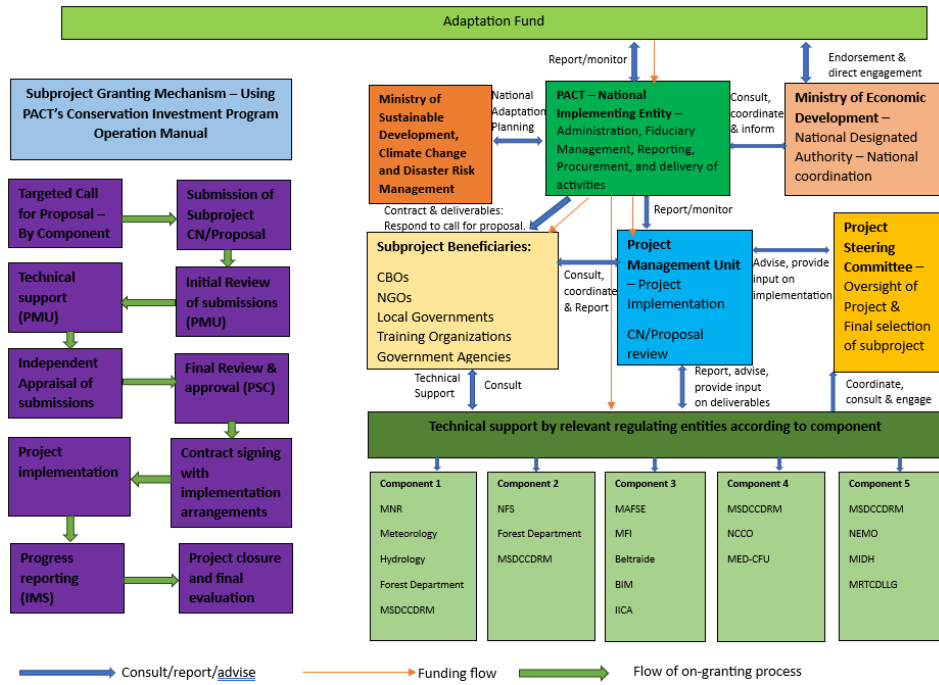 Adaptation Fund
Subproject Granting Mechanism – Using
PACT's Conservation Investment Program
Operation Manual
Targeted Call
for Proposal –
By Component
Submission of
Subproject
CN/Proposal
Technical
support
(PMU)
Initial Review
of submissions
(PMU)
Independent
Appraisal of
submissions
Final Review &
approval (PSC)
Project
implementation
Contract signing
with
implementation
arrangements
Progress
reporting
(IMS)
Project closure
and final
evaluation
Report/monitor
Endorsement &
direct engagement
Ministry of
Sustainable
Development,
Climate Change
and Disaster Risk
Management
National
Adaptation
Planning
PACT – National
Implementing Entity –
Administration, Fiduciary
Management, Reporting,
Procurement, and delivery of
activities
Consult,
coordinate
& inform
Ministry of Economic
Development –
National Designated
Authority – National
coordination
Contract & deliverables:
Respond to call for proposal.
Report/monitor
Subproject Beneficiaries:
CBOs
NGOs
Local Governments
Training Organizations
Government Agencies
Consult,
coordinate
& Report
Project
Management Unit
– Project
Implementation
CN/Proposal
review
Advise, provide
input on
implementation
Project
Steering
Committee –
Oversight of
Project &
Final selection
of subproject
Technical
Support
Consult
Report, advise,
provide input
on deliverables
Coordinate,
consult & engage
Technical support by relevant regulating entities according to component
Component 1
MNR
Meteorology
Hydrology
Forest Department
MSDCCDRM
Component 2
NFS
Forest Department
MSDCCDRM
Component 3
MAFSE
MFI
Beltraide
BIM
IICA
Component 4
MSDCCDRM
NCCO
MED-CFU
Component 5
MSDCCDRM
NEMO
MIDH
MRTCDLLG
Consult/report/advise
Funding flow
Flow of on-granting process